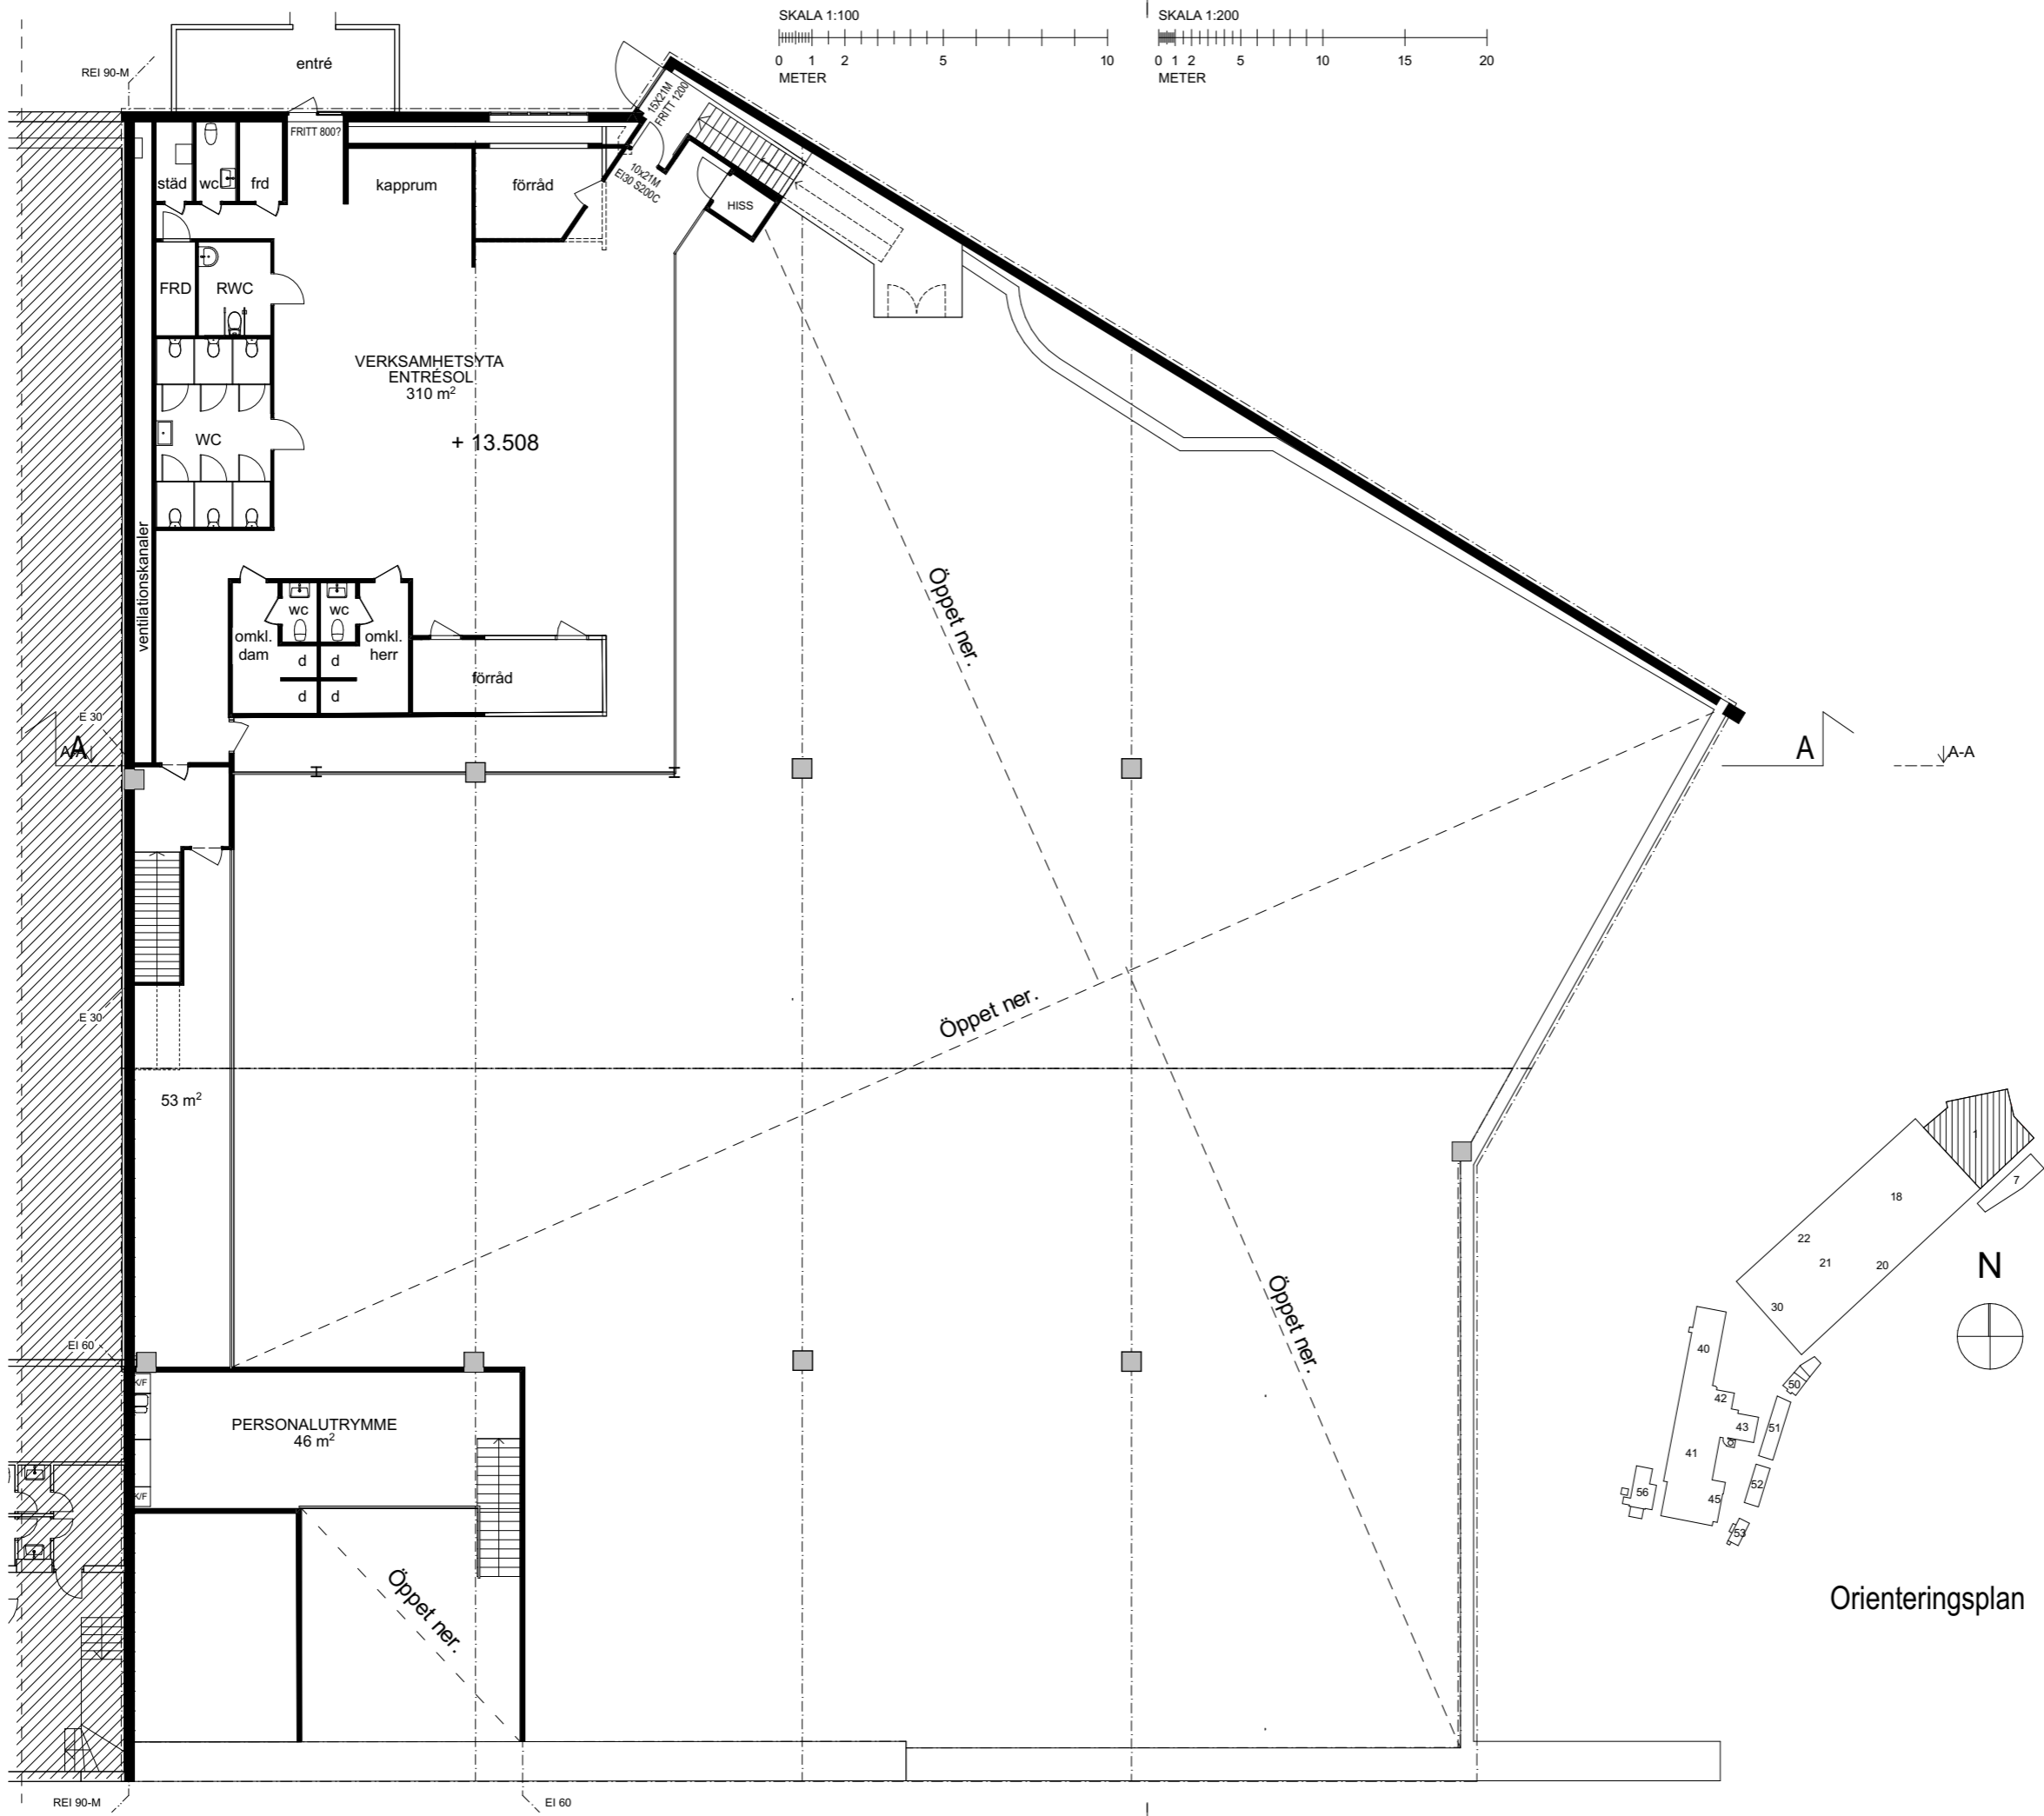 SKALA 1:100
0 1 2 5 10
METER
SKALA 1:200
0 1 2 5 10 15 20
METER
REI 90-M
entré
FRITT 800?
15X21M
FRITT 1200
10x21M
EI30 S200C
HISS
städ
wc
frd
kapprum
förråd
FRD
RWC
VERKSAMHETSYTA
ENTRÉSOL
310 m²
+ 13.508
WC
ventilationskanaler
omkl.
dam
wc
wc
omkl.
herr
d
d
d
d
förråd
Öppet ner.
E 30
A
A-A
A
A-A
E 30
Öppet ner.
53 m²
EI 60
K/F
PERSONALUTRYMME
46 m²
K/F
Öppet ner.
Öppet ner.
REI 90-M
EI 60
1
7
18
22
21
20
30
N
40
42
43
41
45
50
51
52
53
56
Orienteringsplan